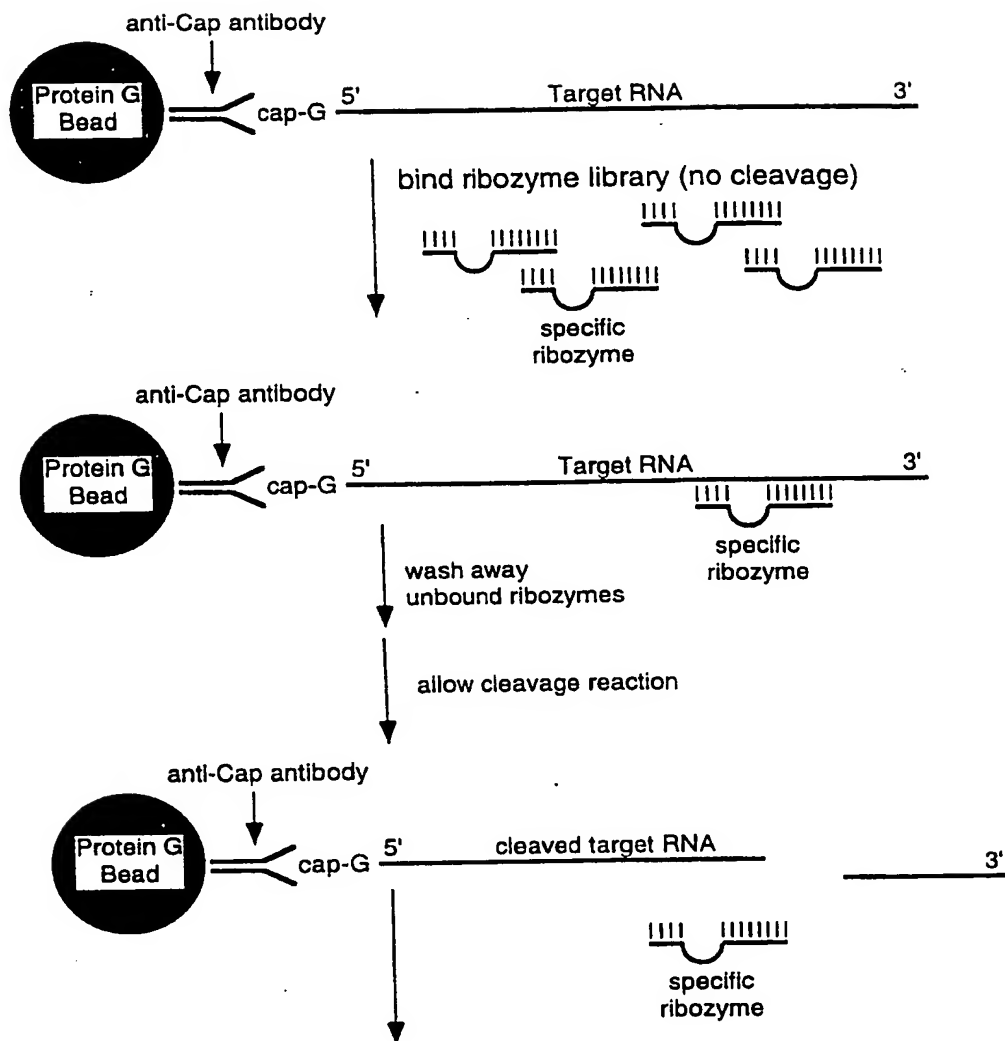 anti-Cap antibody
Protein G
Bead
cap-G
5'
Target RNA
3'
bind ribozyme library (no cleavage)
specific
ribozyme
anti-Cap antibody
Protein G
Bead
cap-G
5'
Target RNA
3'
specific
ribozyme
wash away
unbound ribozymes
allow cleavage reaction
anti-Cap antibody
Protein G
Bead
cap-G
5'
cleaved target RNA
3'
specific
ribozyme